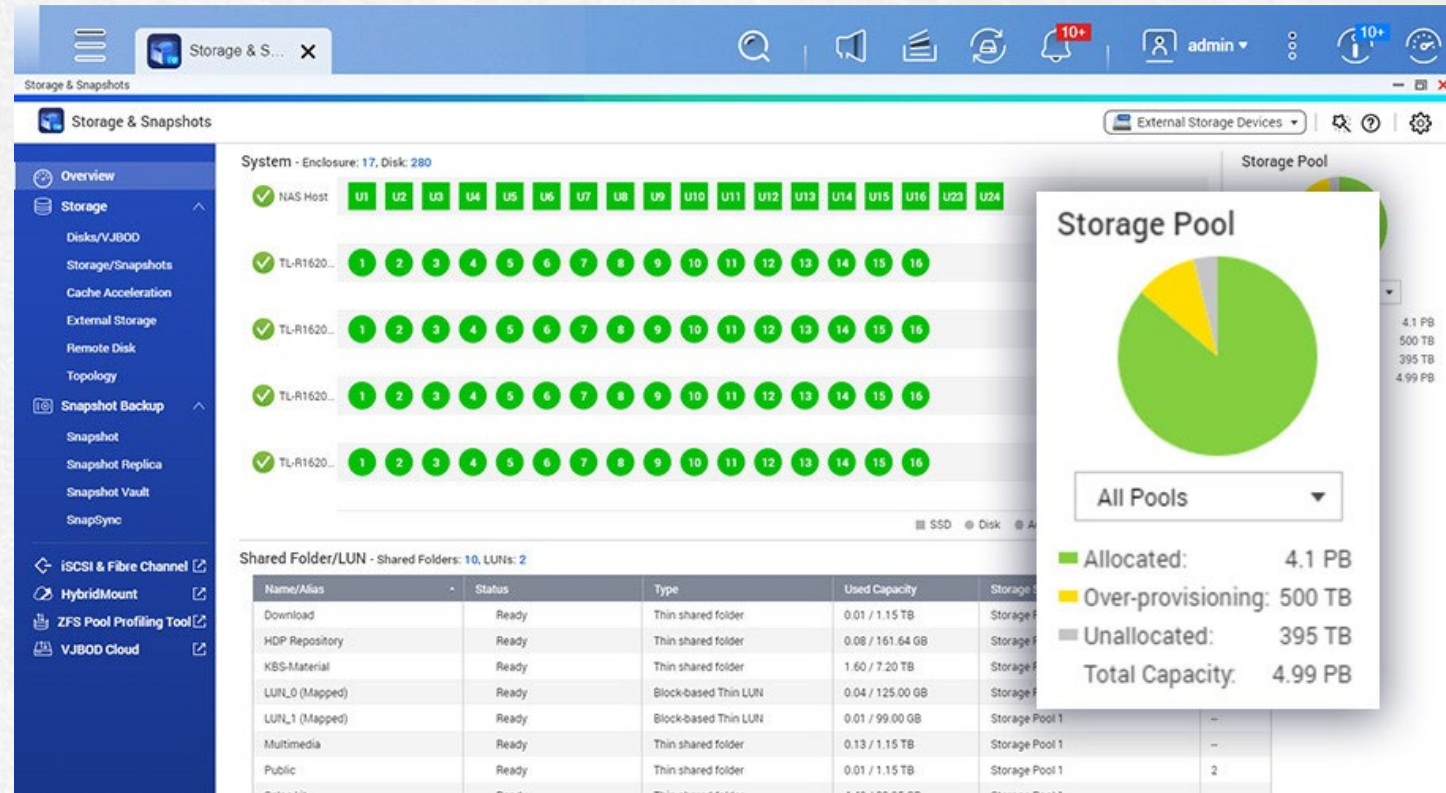 Storage & S...
10+
admin
10+
Storage & Snapshots
Storage & Snapshots
External Storage Devices
Overview
Storage
Disks/VJBOD
Storage/Snapshots
Cache Acceleration
External Storage
Remote Disk
Topology
Snapshot Backup
Snapshot
Snapshot Replica
Snapshot Vault
SnapSync
iSCSI & Fibre Channel
HybridMount
ZFS Pool Profiling Tool
VJBOD Cloud
System - Enclosure: 17, Disk: 280
NAS Host U1 U2 U3 U4 U5 U6 U7 U8 U9 U10 U11 U12 U13 U14 U15 U16 U23 U24
TL-R1620... 1 2 3 4 5 6 7 8 9 10 11 12 13 14 15 16
TL-R1620... 1 2 3 4 5 6 7 8 9 10 11 12 13 14 15 16
TL-R1620... 1 2 3 4 5 6 7 8 9 10 11 12 13 14 15 16
TL-R1620... 1 2 3 4 5 6 7 8 9 10 11 12 13 14 15 16
SSD Disk
Shared Folder/LUN - Shared Folders: 10, LUNs: 2
Name/Alias Status Type Used Capacity Storage
Download Ready Thin shared folder 0.01 / 1.15 TB Storage
HDP Repository Ready Thin shared folder 0.08 / 161.64 GB Storage
KBS-Material Ready Thin shared folder 1.60 / 7.20 TB Storage
LUN_0 (Mapped) Ready Block-based Thin LUN 0.04 / 125.00 GB Storage
LUN_1 (Mapped) Ready Block-based Thin LUN 0.01 / 99.00 GB Storage Pool 1 --
Multimedia Ready Thin shared folder 0.13 / 1.15 TB Storage Pool 1 --
Public Ready Thin shared folder 0.01 / 1.15 TB Storage Pool 1 2
Storage Pool
4.1 PB
500 TB
395 TB
4.99 PB
Storage Pool
All Pools
Allocated: 4.1 PB
Over-provisioning: 500 TB
Unallocated: 395 TB
Total Capacity: 4.99 PB